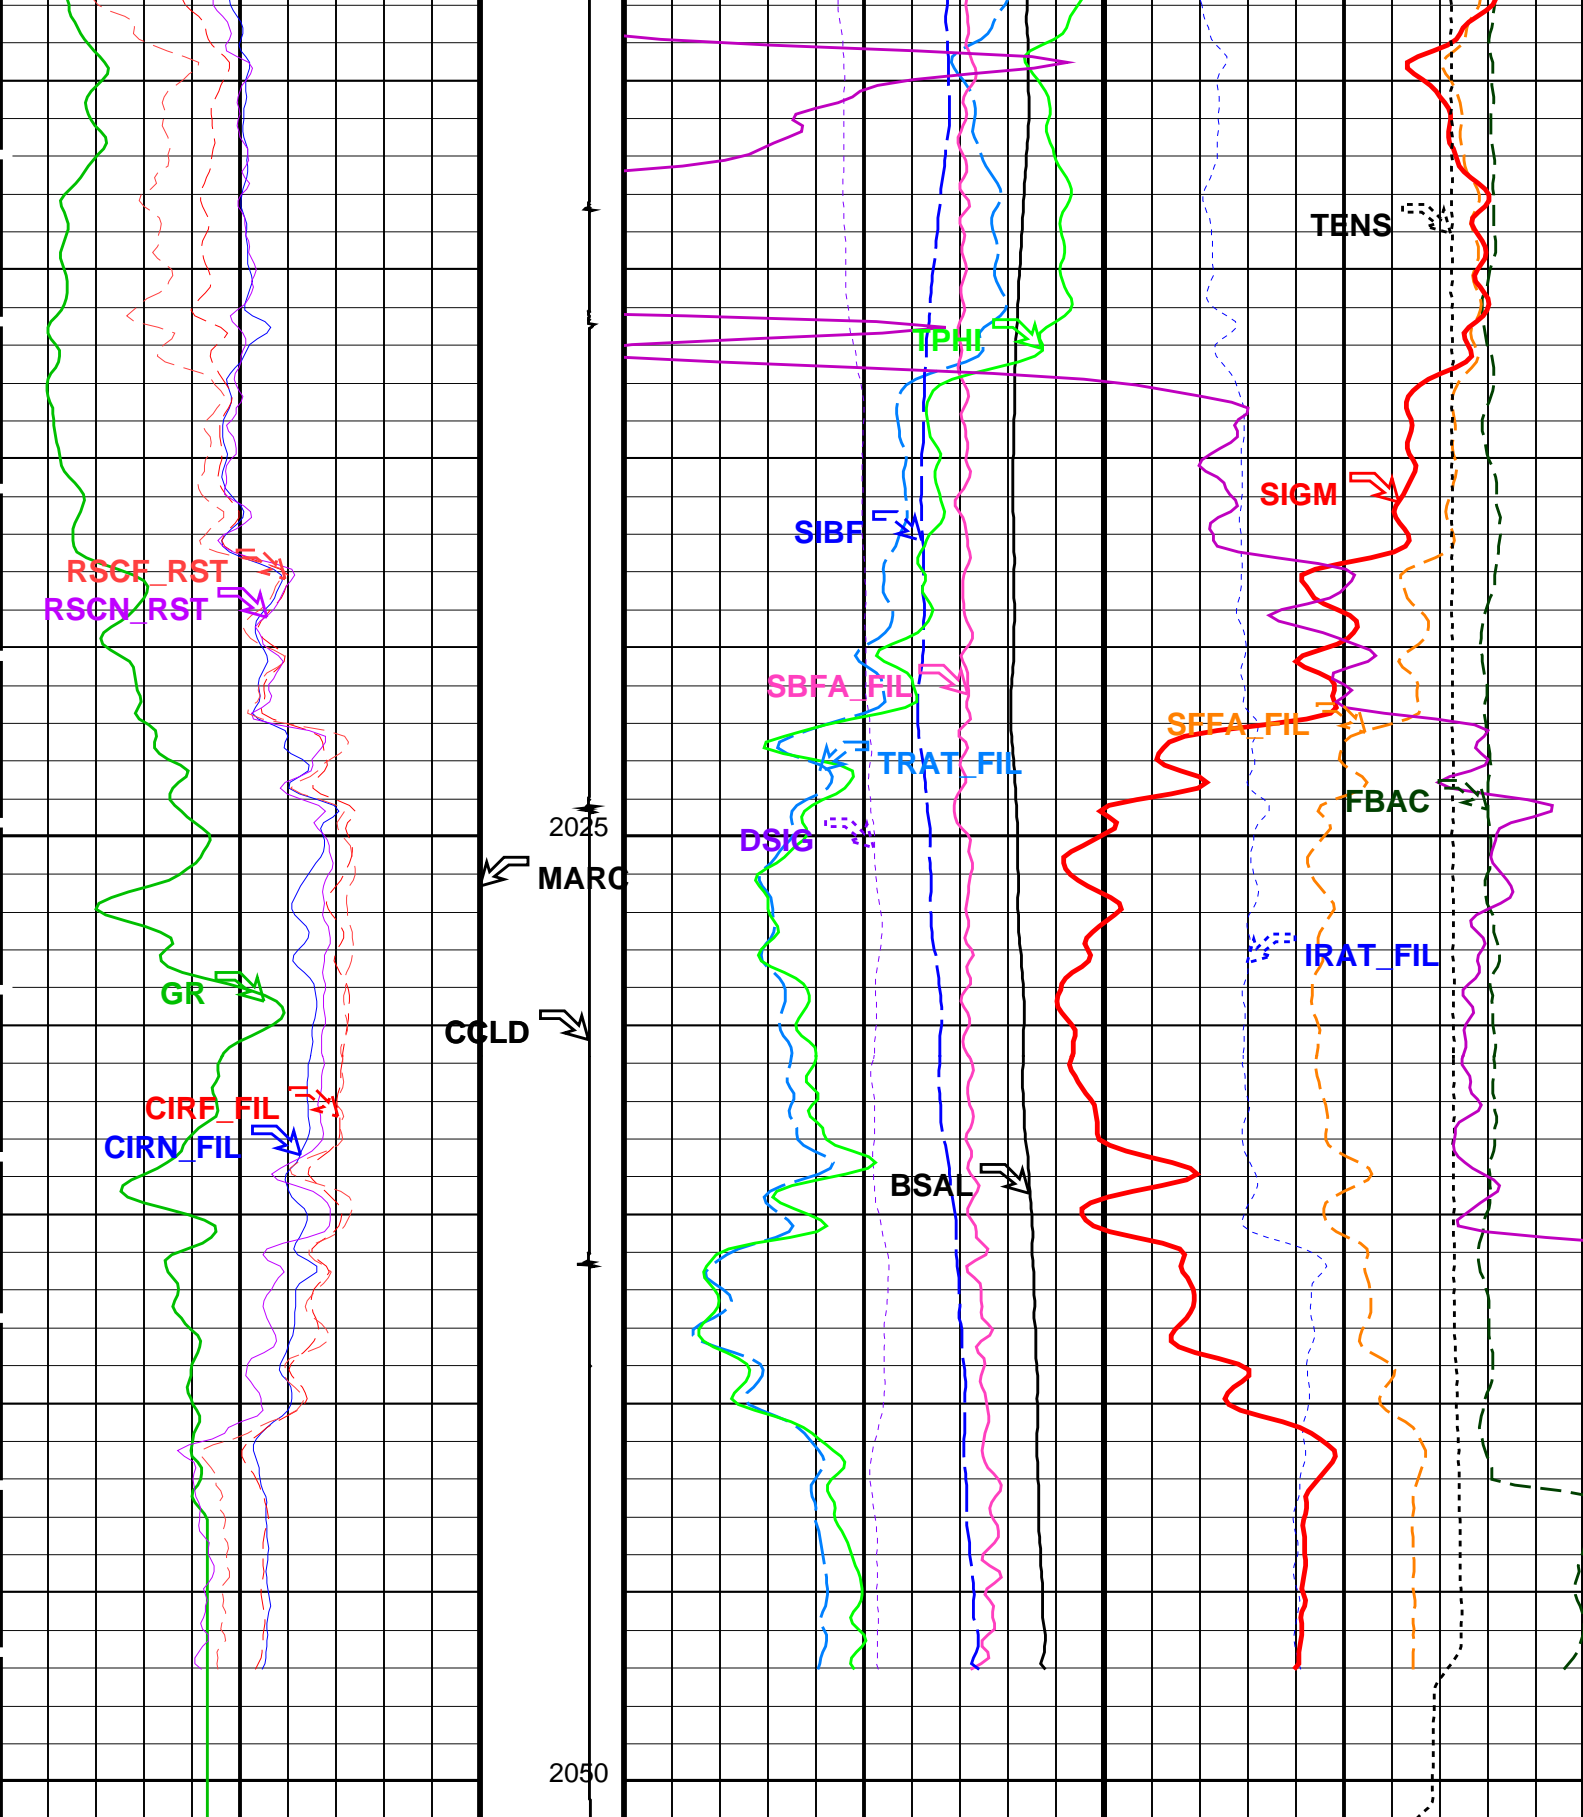 TENS
TPHI
SIGM
SIBF
RSCF_RST
RSCN_RST
SBFA_FIL
SFFA_FIL
TRAT_FIL
FBAC
2025
DSIG
MARC
IRAT_FIL
GR
CCLD
CIRF_FIL
CIRN_FIL
BSAL
2050